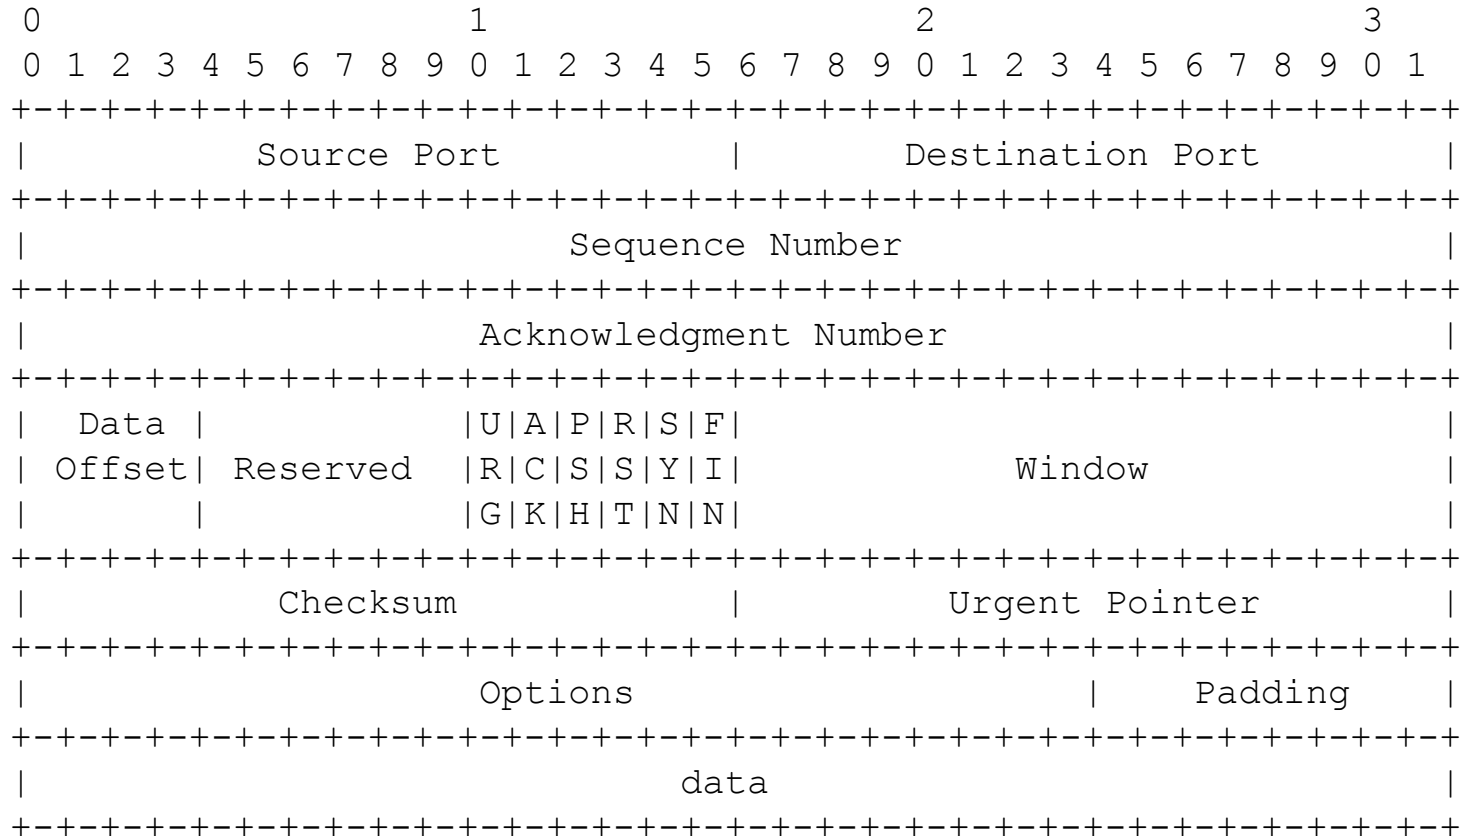 0                   1                   2                   3
 0 1 2 3 4 5 6 7 8 9 0 1 2 3 4 5 6 7 8 9 0 1 2 3 4 5 6 7 8 9 0 1
+-+-+-+-+-+-+-+-+-+-+-+-+-+-+-+-+-+-+-+-+-+-+-+-+-+-+-+-+-+-+-+-+
|          Source Port          |       Destination Port        |
+-+-+-+-+-+-+-+-+-+-+-+-+-+-+-+-+-+-+-+-+-+-+-+-+-+-+-+-+-+-+-+-+
|                        Sequence Number                        |
+-+-+-+-+-+-+-+-+-+-+-+-+-+-+-+-+-+-+-+-+-+-+-+-+-+-+-+-+-+-+-+-+
|                    Acknowledgment Number                      |
+-+-+-+-+-+-+-+-+-+-+-+-+-+-+-+-+-+-+-+-+-+-+-+-+-+-+-+-+-+-+-+-+
|  Data |           |U|A|P|R|S|F|                               |
| Offset| Reserved  |R|C|S|S|Y|I|            Window             |
|       |           |G|K|H|T|N|N|                               |
+-+-+-+-+-+-+-+-+-+-+-+-+-+-+-+-+-+-+-+-+-+-+-+-+-+-+-+-+-+-+-+-+
|           Checksum            |         Urgent Pointer        |
+-+-+-+-+-+-+-+-+-+-+-+-+-+-+-+-+-+-+-+-+-+-+-+-+-+-+-+-+-+-+-+-+
|                    Options                    |    Padding    |
+-+-+-+-+-+-+-+-+-+-+-+-+-+-+-+-+-+-+-+-+-+-+-+-+-+-+-+-+-+-+-+-+
|                             data                              |
+-+-+-+-+-+-+-+-+-+-+-+-+-+-+-+-+-+-+-+-+-+-+-+-+-+-+-+-+-+-+-+-+